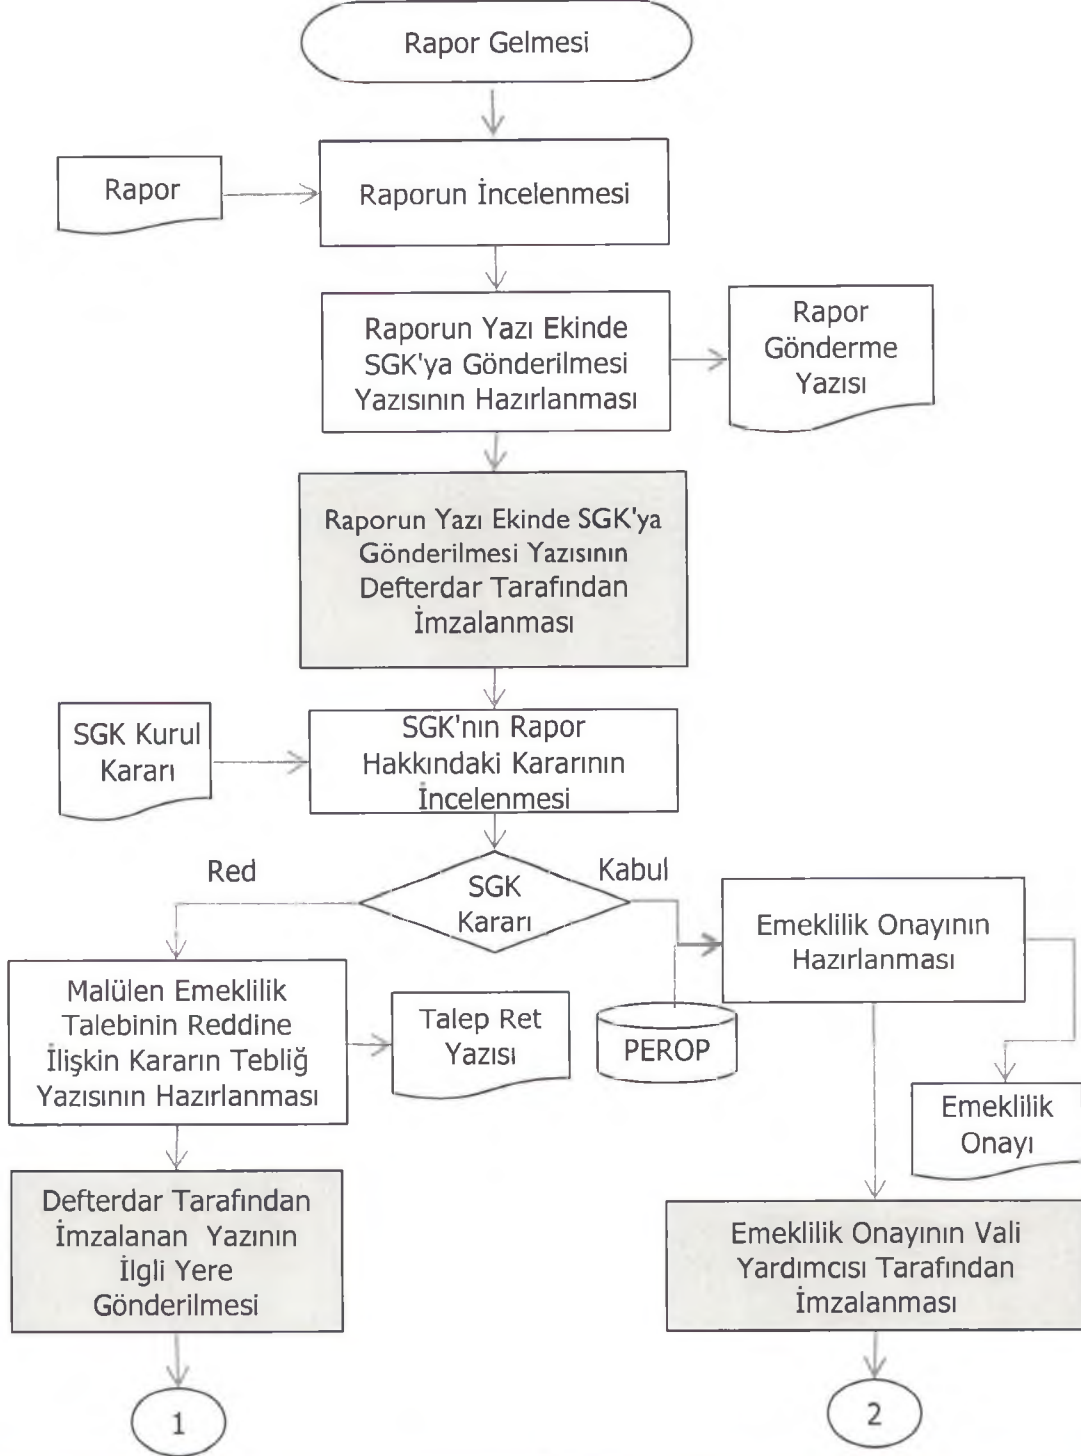 Rapor Gelmesi
Rapor
Raporun İncelenmesi
Raporun Yazı Ekinde
SGK'ya Gönderilmesi
Yazısının Hazırlanması
Rapor
Gönderme
Yazısı
Raporun Yazı Ekinde SGK'ya
Gönderilmesi Yazısının
Defterdar Tarafından
İmzalanması
SGK Kurul
Kararı
SGK'nın Rapor
Hakkındaki Kararının
İncelenmesi
Red
SGK
Kararı
Kabul
Emeklilik Onayının
Hazırlanması
Malülen Emeklilik
Talebinin Reddine
İlişkin Kararın Tebliğ
Yazısının Hazırlanması
Talep Ret
Yazısı
PEROP
Emeklilik
Onayı
Defterdar Tarafından
İmzalanan Yazının
İlgli Yere
Gönderilmesi
Emeklilik Onayının Vali
Yardımcısı Tarafından
İmzalanması
1
2